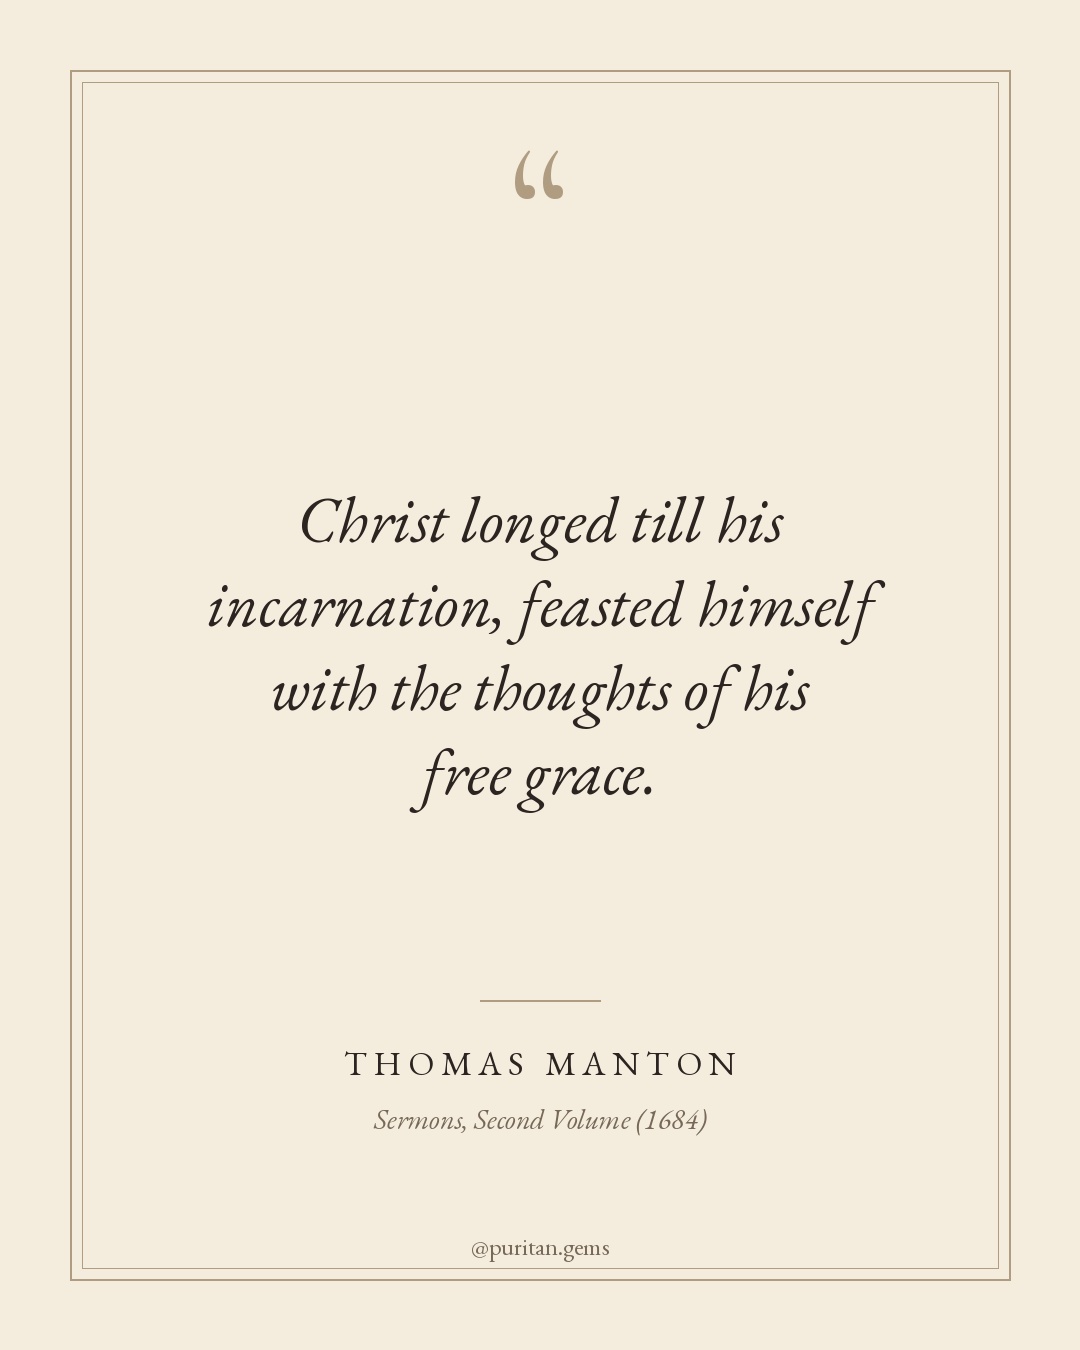 “
Christ longed till his
incarnation, feasted himself
with the thoughts of his
free grace.
THOMAS MANTON
Sermons, Second Volume (1684)
@puritan.gems